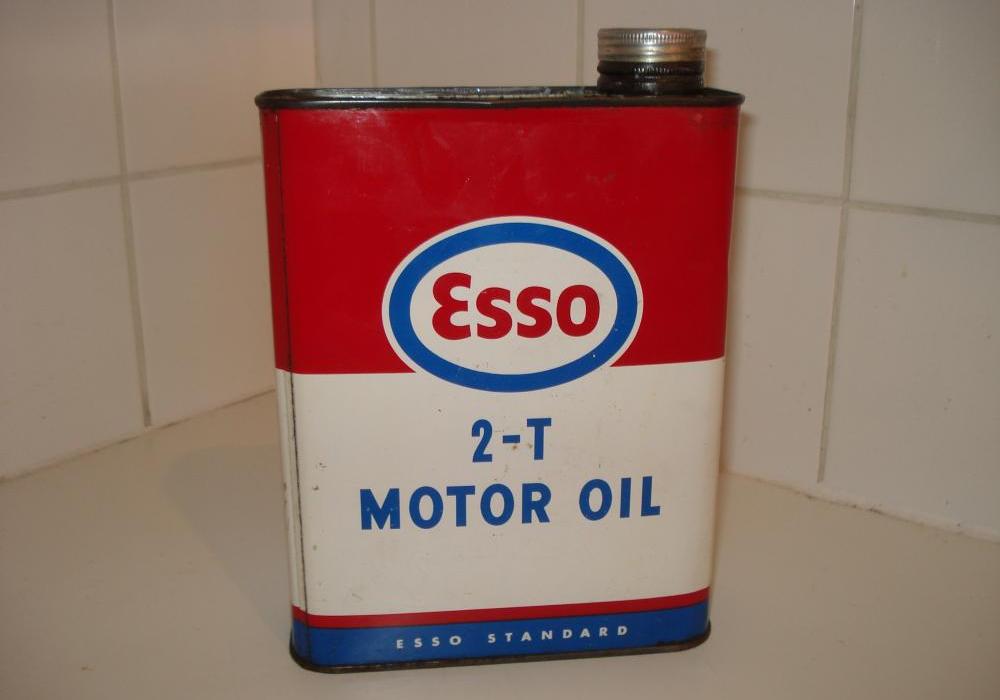 Esso
2-T
MOTOR OIL
ESSO STANDARD